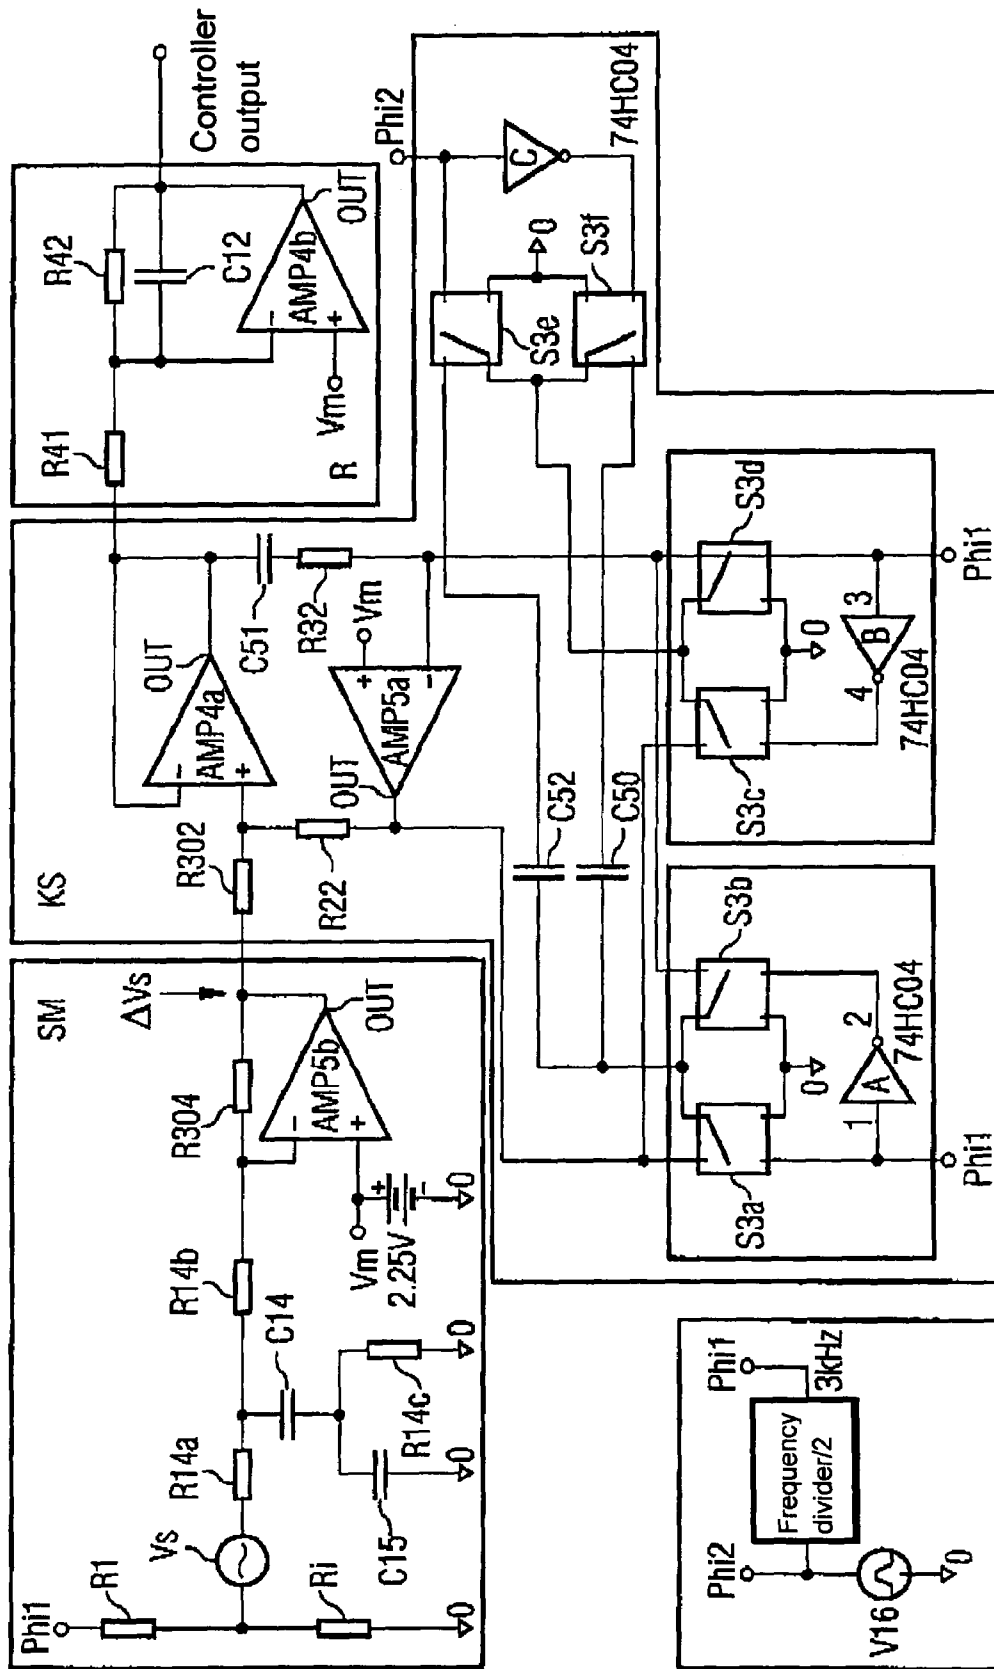 Phi1
R1
Ri
0
Vs
R14a
C14
C15
R14c
0
0
R14b
R304
SM
ΔVs
AMP5b
-
+
OUT
Vm
2.25V
+
-
0
KS
R302
R22
AMP4a
-
+
OUT
C51
R32
AMP5a
+
-
OUT
Vm
R41
R42
C12
AMP4b
-
+
OUT
Vm
R
Controller
output
Phi2
C
74HC04
S3e
S3f
0
C52
C50
S3a
S3b
0
A
1
2
74HC04
Phi1
S3c
S3d
0
B
3
4
74HC04
Phi1
Phi2
V16
0
Frequency
divider/2
Phi1
3kHz